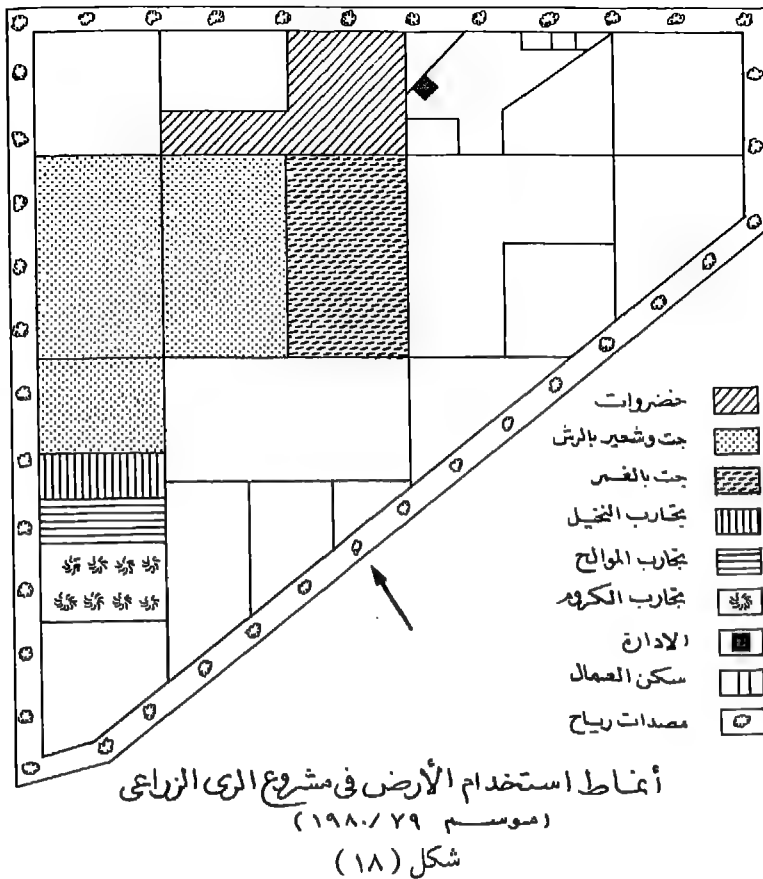 خضروات
جت وشعير بالرش
جت بالغمر
تجارب النخيل
تجارب الموالح
تجارب الكروم
الادارة
سكن العمال
مصدات رياح
أنماط استخدام الأرض فى مشروع الرى الزراعى
(موسم ٧٩/١٩٨٠)
شكل (١٨)